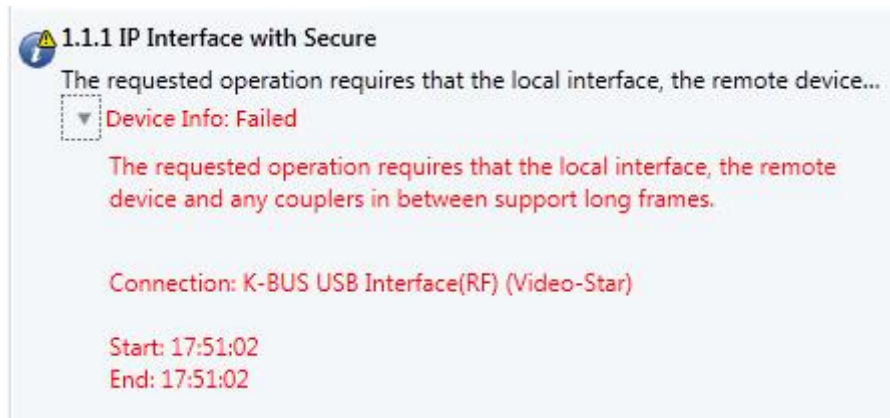 1.1.1 IP Interface with Secure
The requested operation requires that the local interface, the remote device...
Device Info: Failed
The requested operation requires that the local interface, the remote
device and any couplers in between support long frames.
Connection: K-BUS USB Interface(RF) (Video-Star)
Start: 17:51:02
End: 17:51:02